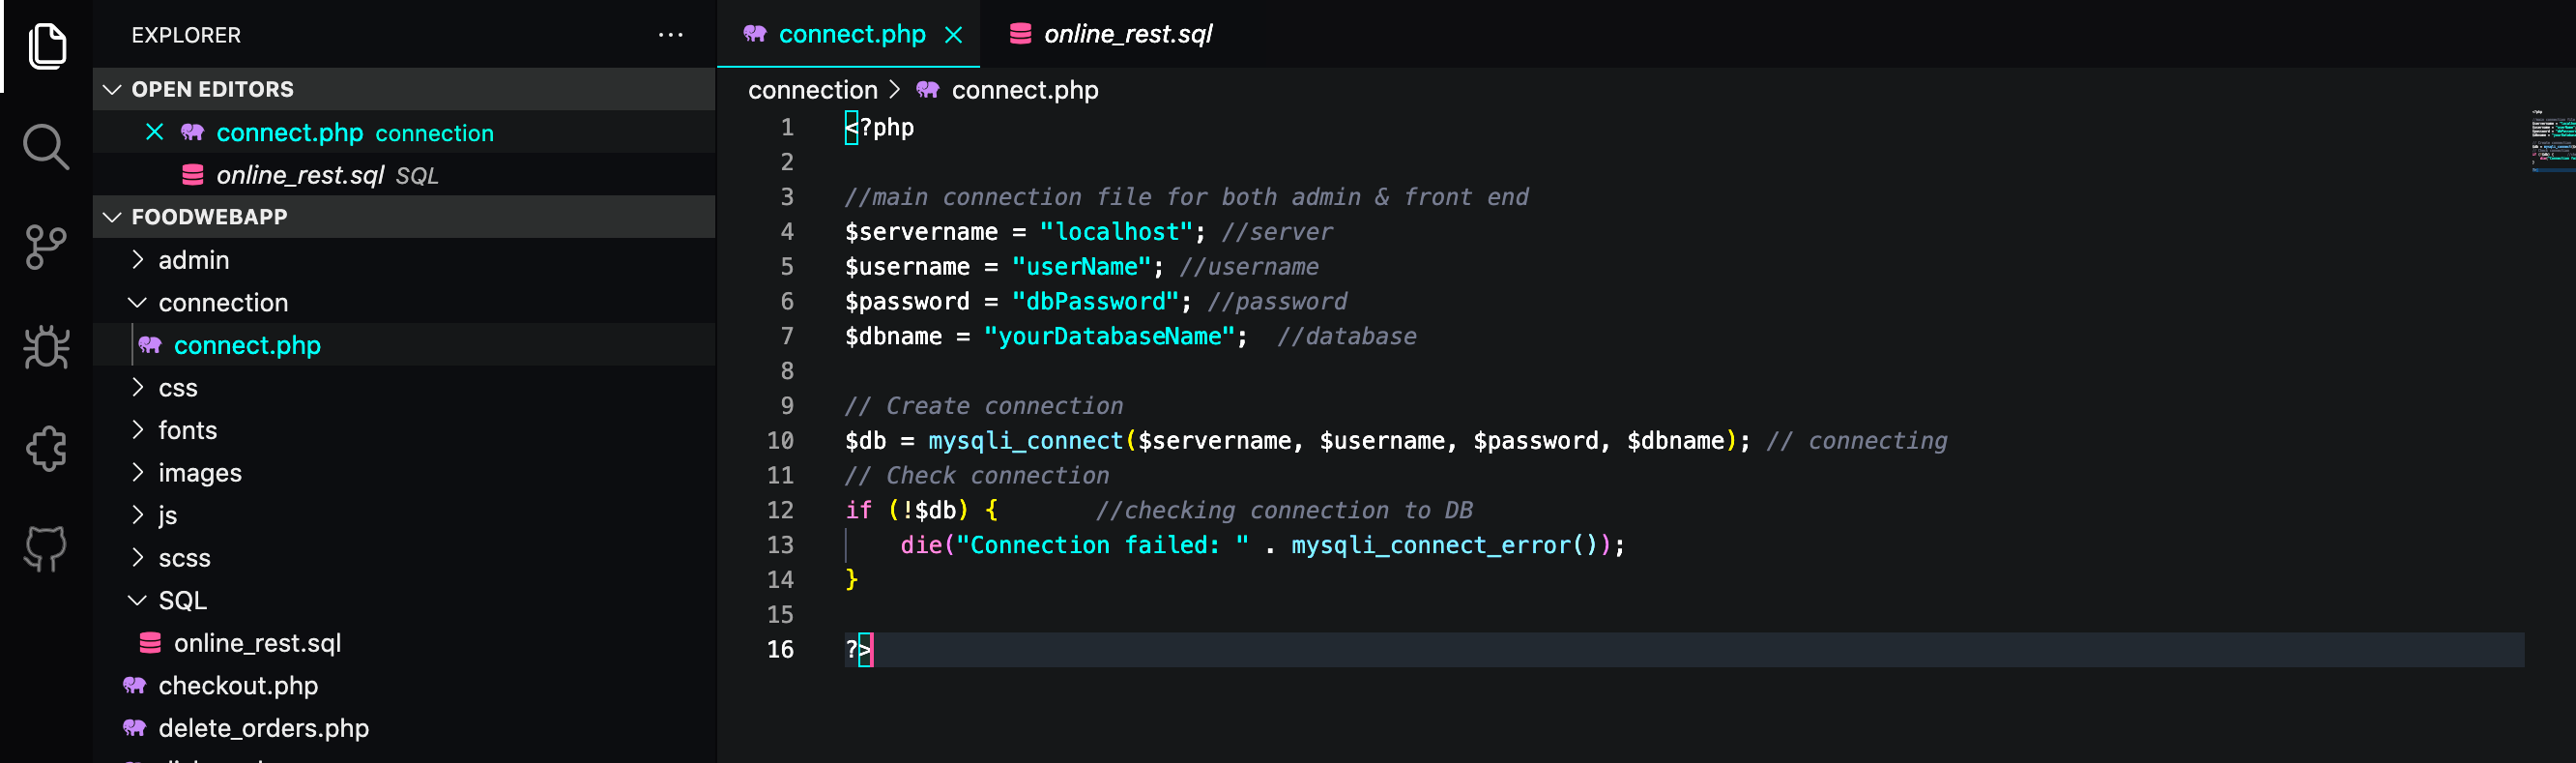 EXPLORER
OPEN EDITORS
connect.php connection
online_rest.sql SQL
FOODWEBAPP
admin
connection
connect.php
css
fonts
images
js
scss
SQL
online_rest.sql
checkout.php
delete_orders.php
connect.php
online_rest.sql
connection > connect.php
1 <?php
2
3 //main connection file for both admin & front end
4 $servername = "localhost"; //server
5 $username = "userName"; //username
6 $password = "dbPassword"; //password
7 $dbname = "yourDatabaseName";  //database
8
9 // Create connection
10 $db = mysqli_connect($servername, $username, $password, $dbname); // connecting
11 // Check connection
12 if (!$db) {       //checking connection to DB
13     die("Connection failed: " . mysqli_connect_error());
14 }
15
16 ?>